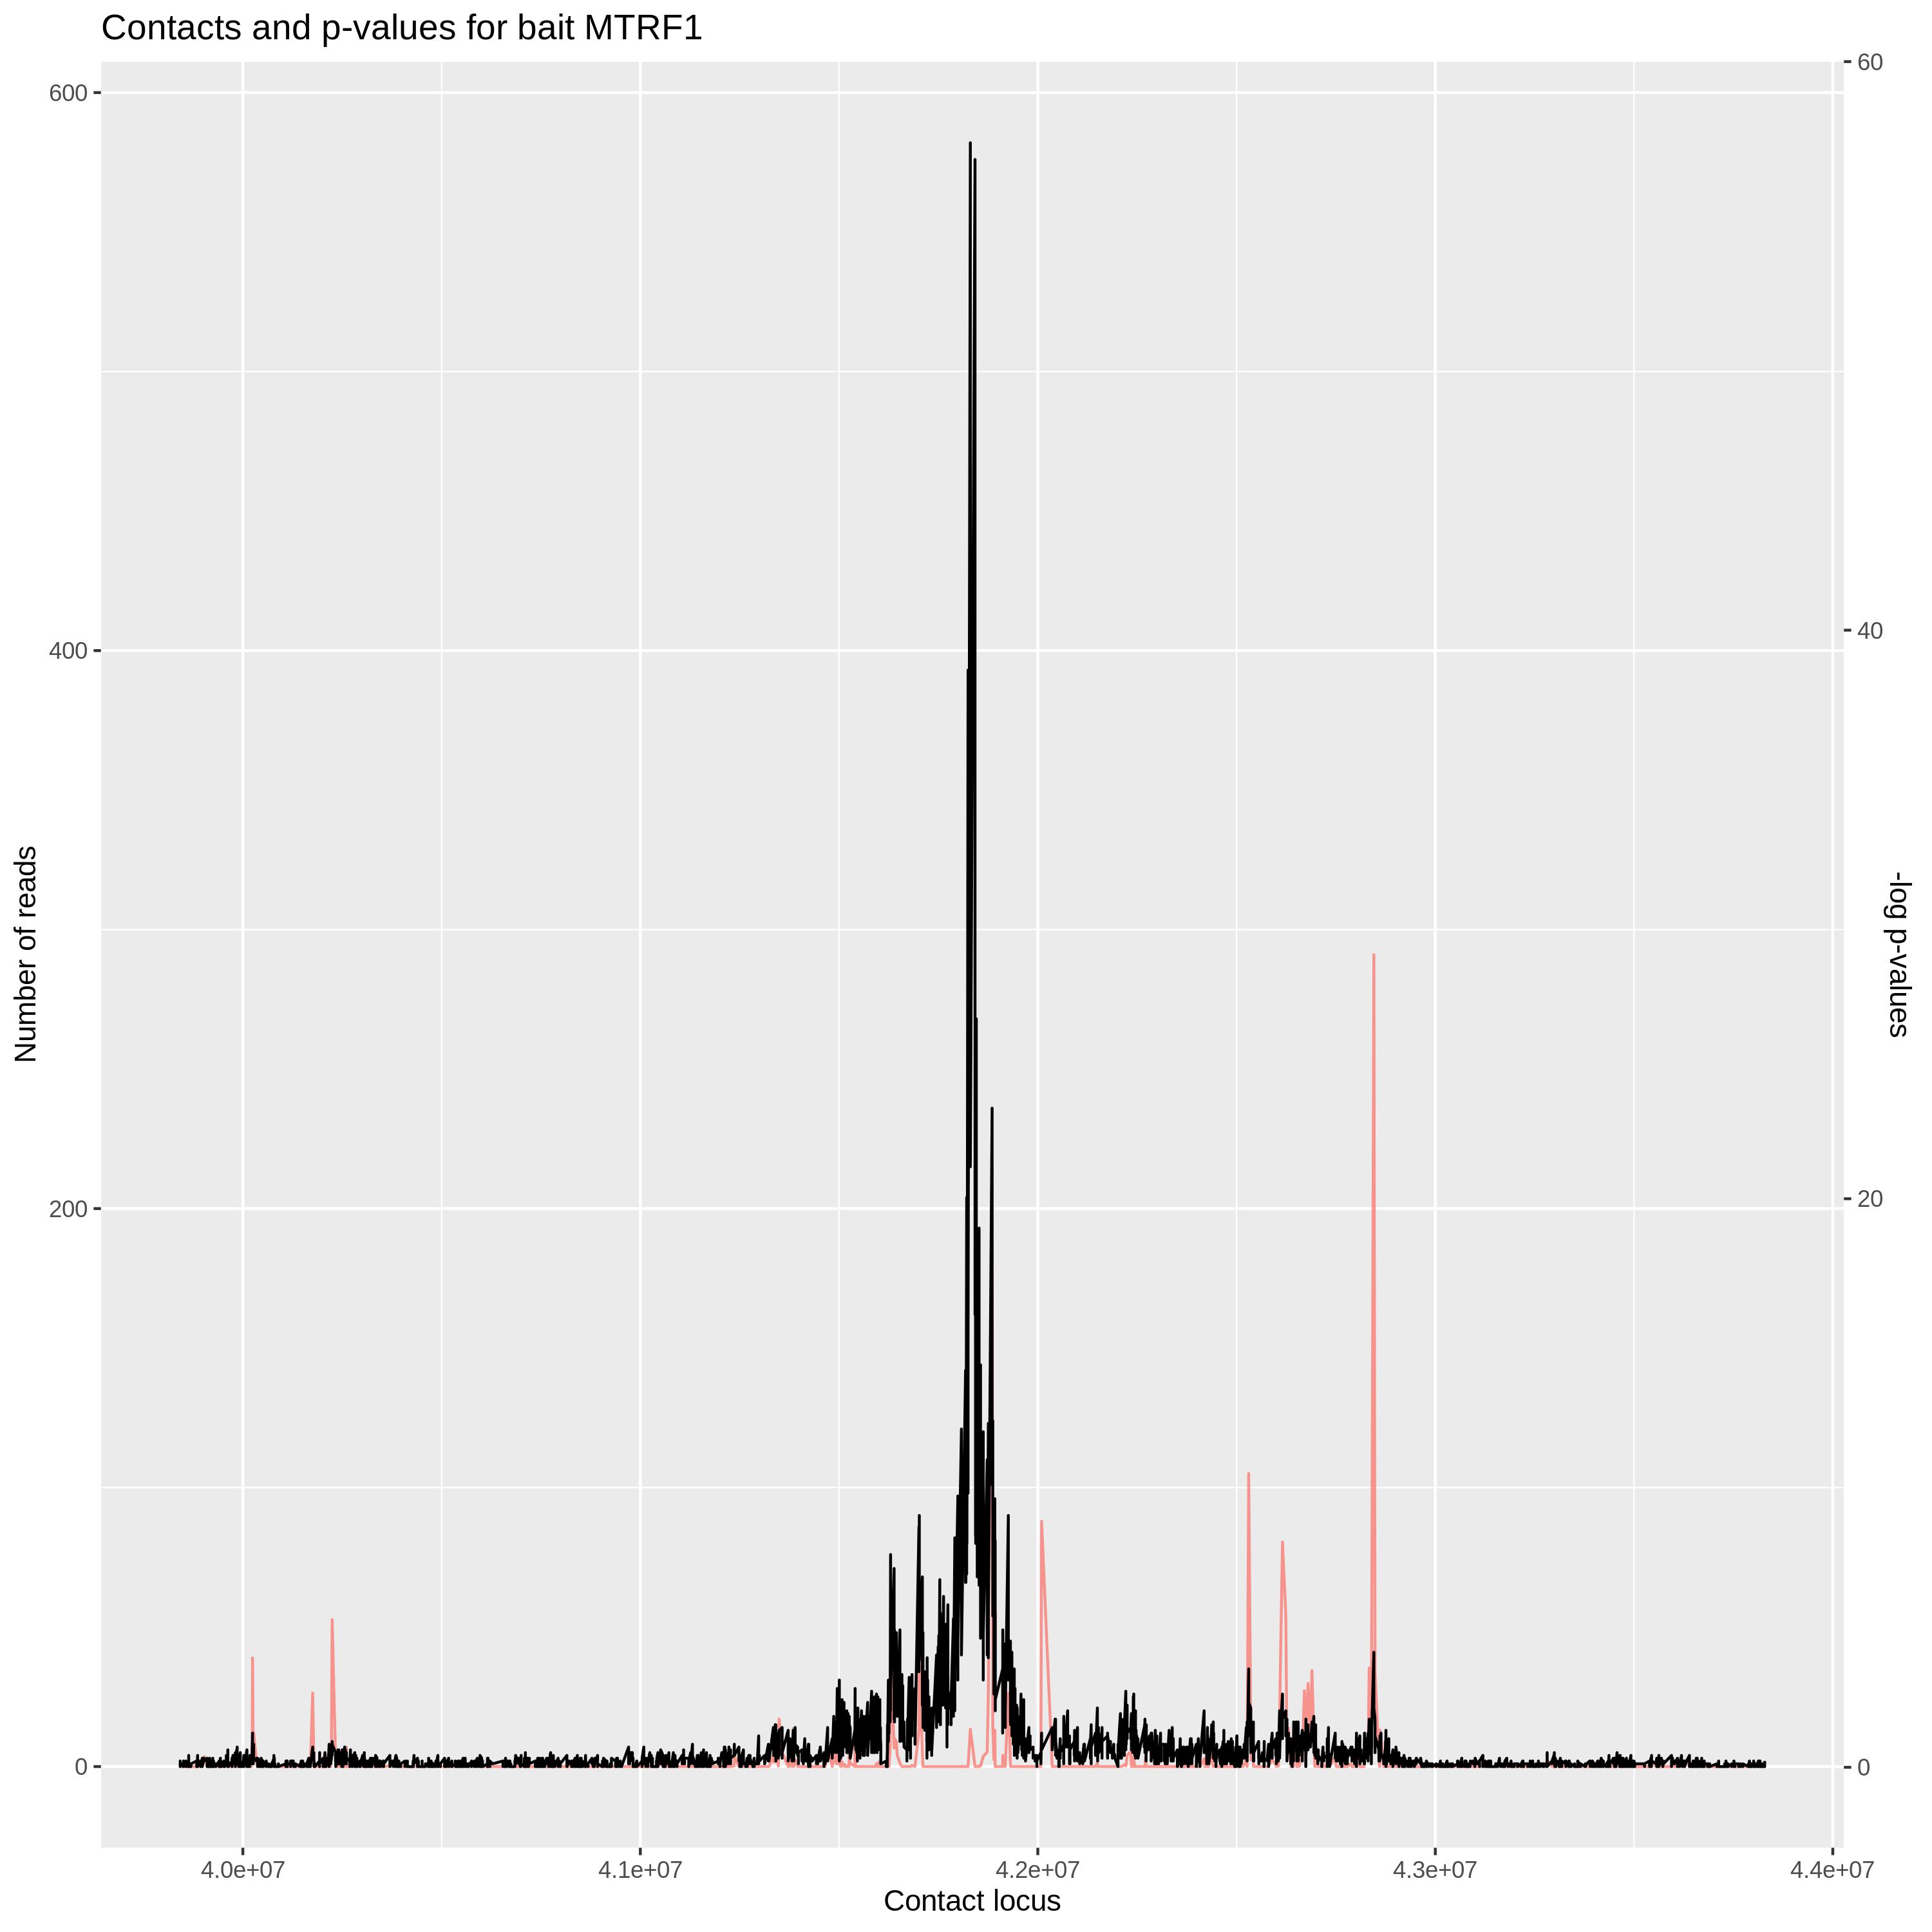 Contacts and p-values for bait MTRF1
600
400
200
0
Number of reads
60
40
20
0
-log p-values
4.0e+07
4.1e+07
4.2e+07
4.3e+07
4.4e+07
Contact locus